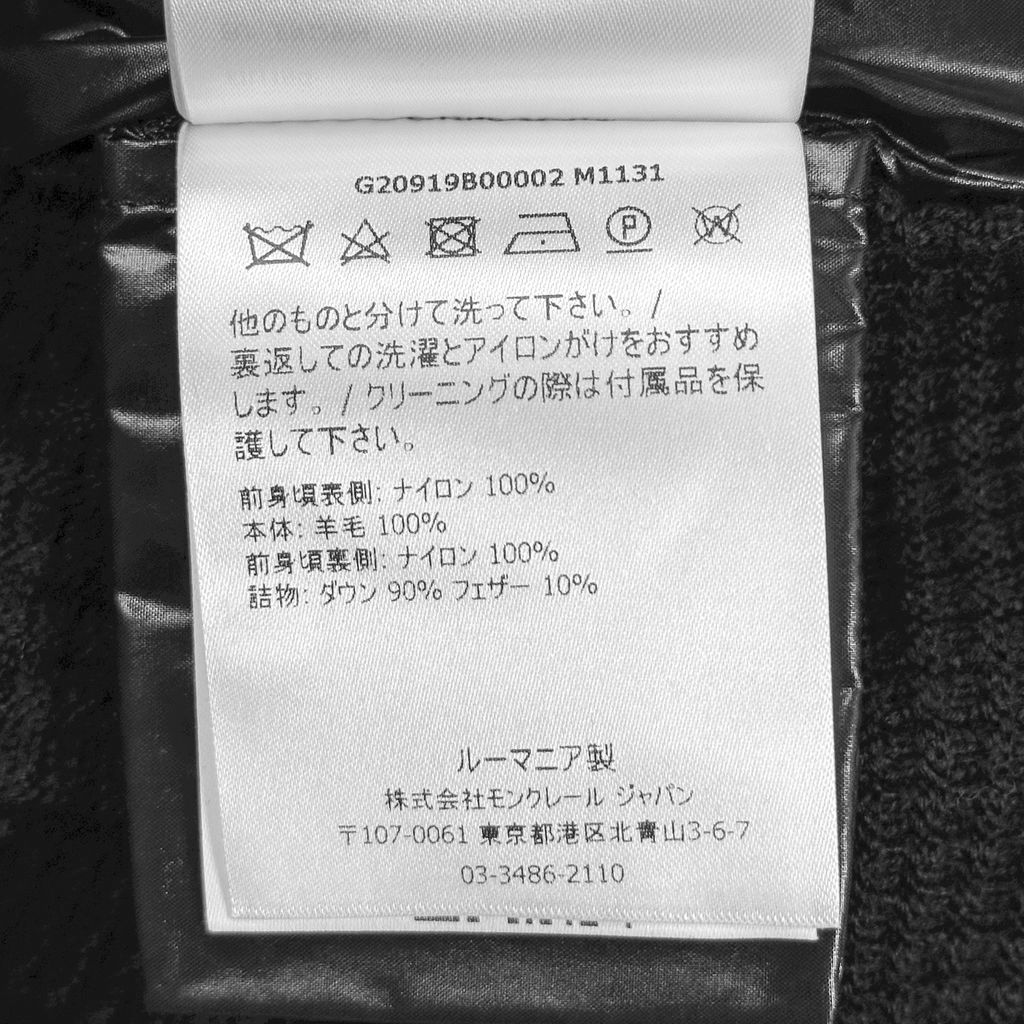 G20919B00002 M1131
P
W
他のものと分けて洗って下さい。/
裏返しての洗濯とアイロンがけをおすすめ
します。/ クリーニングの際は付属品を保
護して下さい。
前身頃表側: ナイロン 100%
本体: 羊毛 100%
前身頃裏側: ナイロン 100%
詰物: ダウン 90% フェザー 10%
ルーマニア製
株式会社モンクレール ジャパン
〒107-0061 東京都港区北青山3-6-7
03-3486-2110